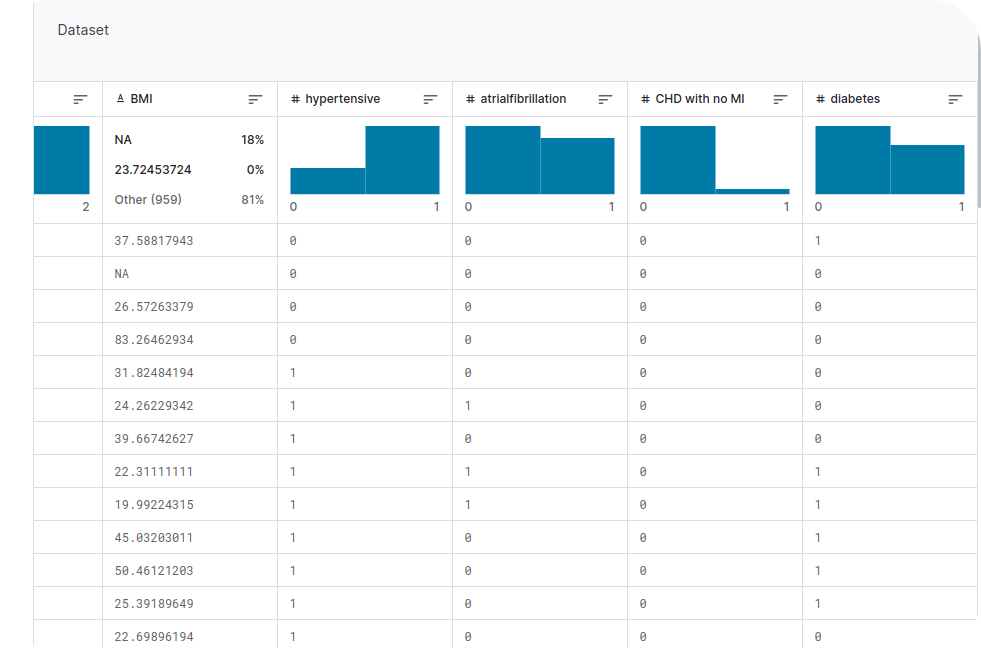 Dataset
BMI # hypertensive # atrialfibrillation # CHD with no MI # diabetes
NA 18%
23.72453724 0%
Other (959) 81%
2 0 1 0 1 0 1 0 1
37.58817943 0 0 0 1
NA 0 0 0 0
26.57263379 0 0 0 0
83.26462934 0 0 0 0
31.82484194 1 0 0 0
24.26229342 1 1 0 0
39.66742627 1 0 0 0
22.31111111 1 1 0 1
19.99224315 1 1 0 1
45.03203011 1 0 0 1
50.46121203 1 0 0 1
25.39189649 1 0 0 1
22.69896194 1 0 0 0